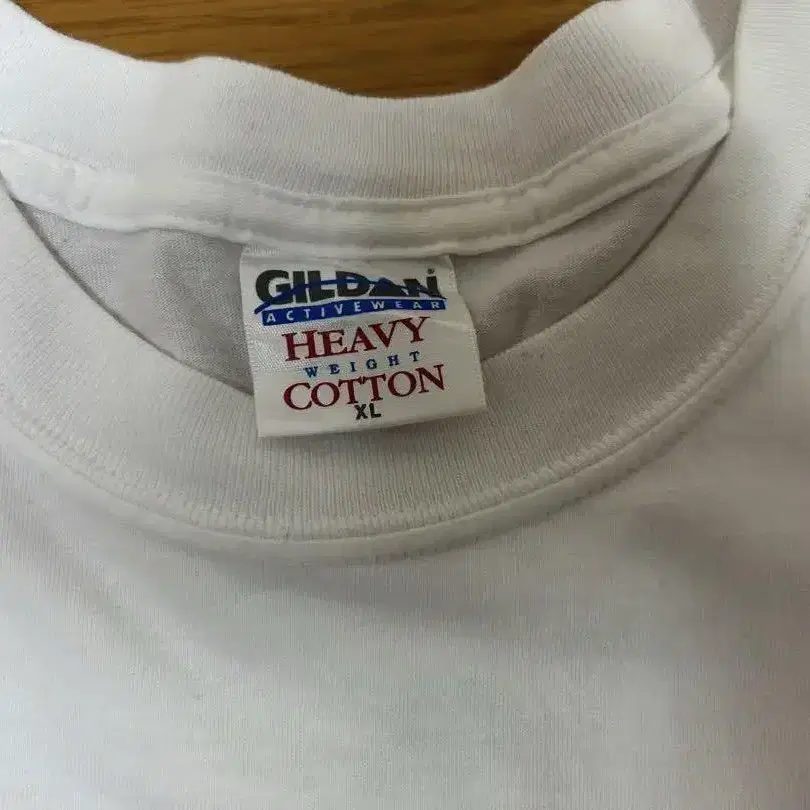 GILDAN®
ACTIVEWEAR
HEAVY
WEIGHT
COTTON
XL